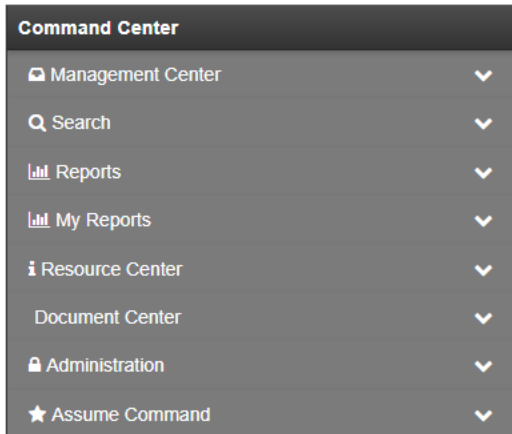 Command Center
Management Center
Search
Reports
My Reports
Resource Center
Document Center
Administration
Assume Command